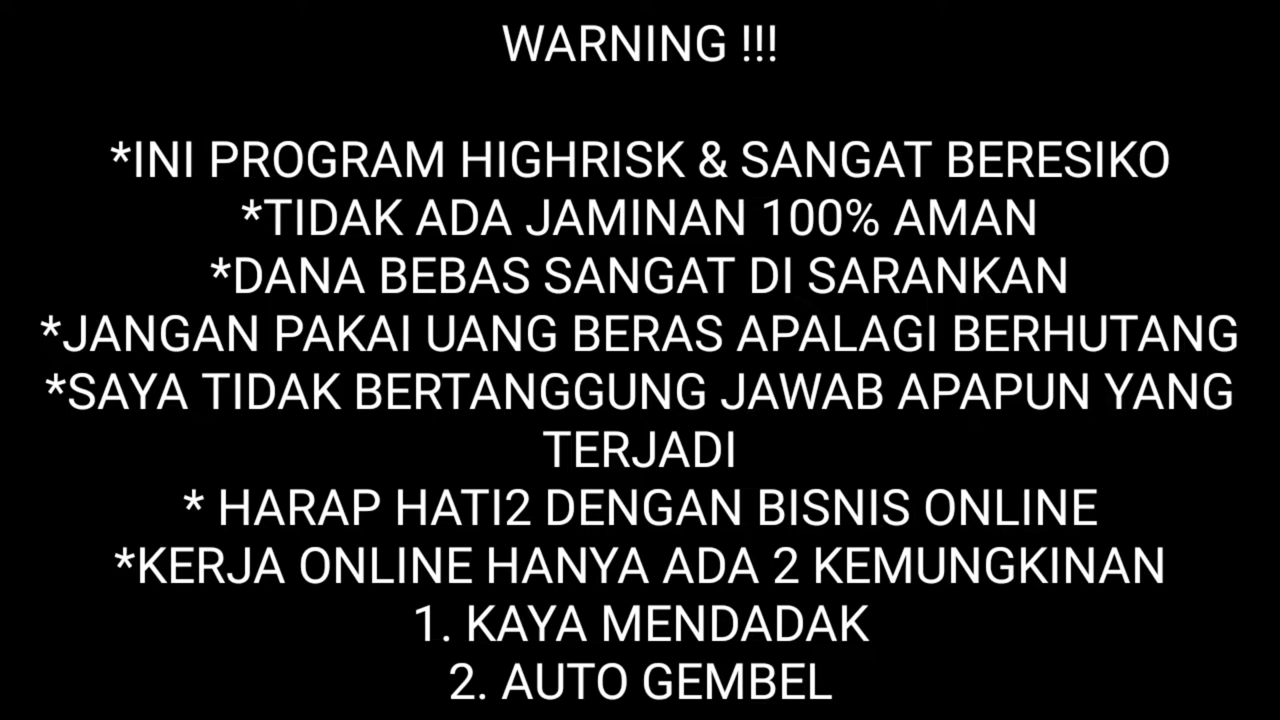 WARNING !!!
*INI PROGRAM HIGHRISK & SANGAT BERESIKO
*TIDAK ADA JAMINAN 100% AMAN
*DANA BEBAS SANGAT DI SARANKAN
*JANGAN PAKAI UANG BERAS APALAGI BERHUTANG
*SAYA TIDAK BERTANGGUNG JAWAB APAPUN YANG
TERJADI
* HARAP HATI2 DENGAN BISNIS ONLINE
*KERJA ONLINE HANYA ADA 2 KEMUNGKINAN
1. KAYA MENDADAK
2. AUTO GEMBEL